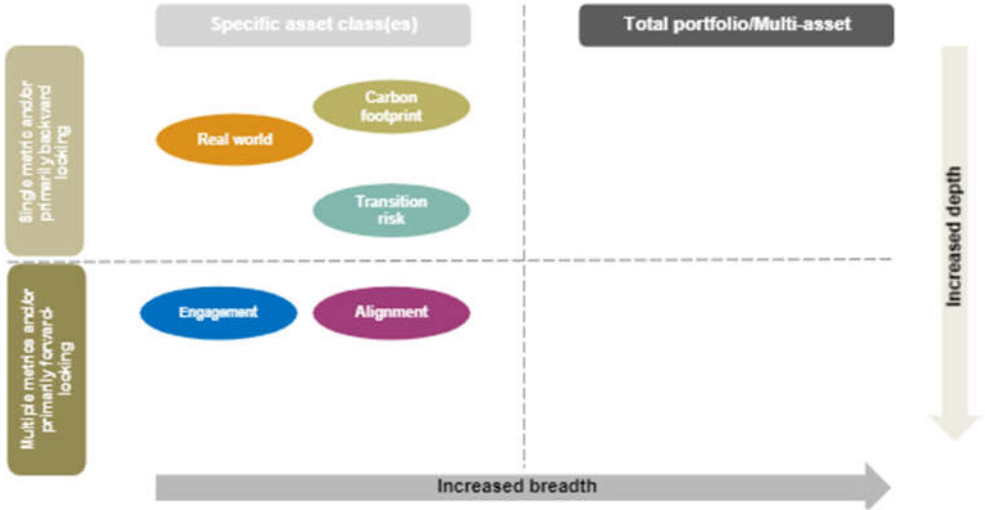 Specific asset class(es)
Total portfolio/Multi-asset
Single metric and/or
primarily backward
looking
Carbon
footprint
Real world
Transition
risk
Increased depth
Multiple metrics and/or
primarily forward-
looking
Engagement
Alignment
Increased breadth